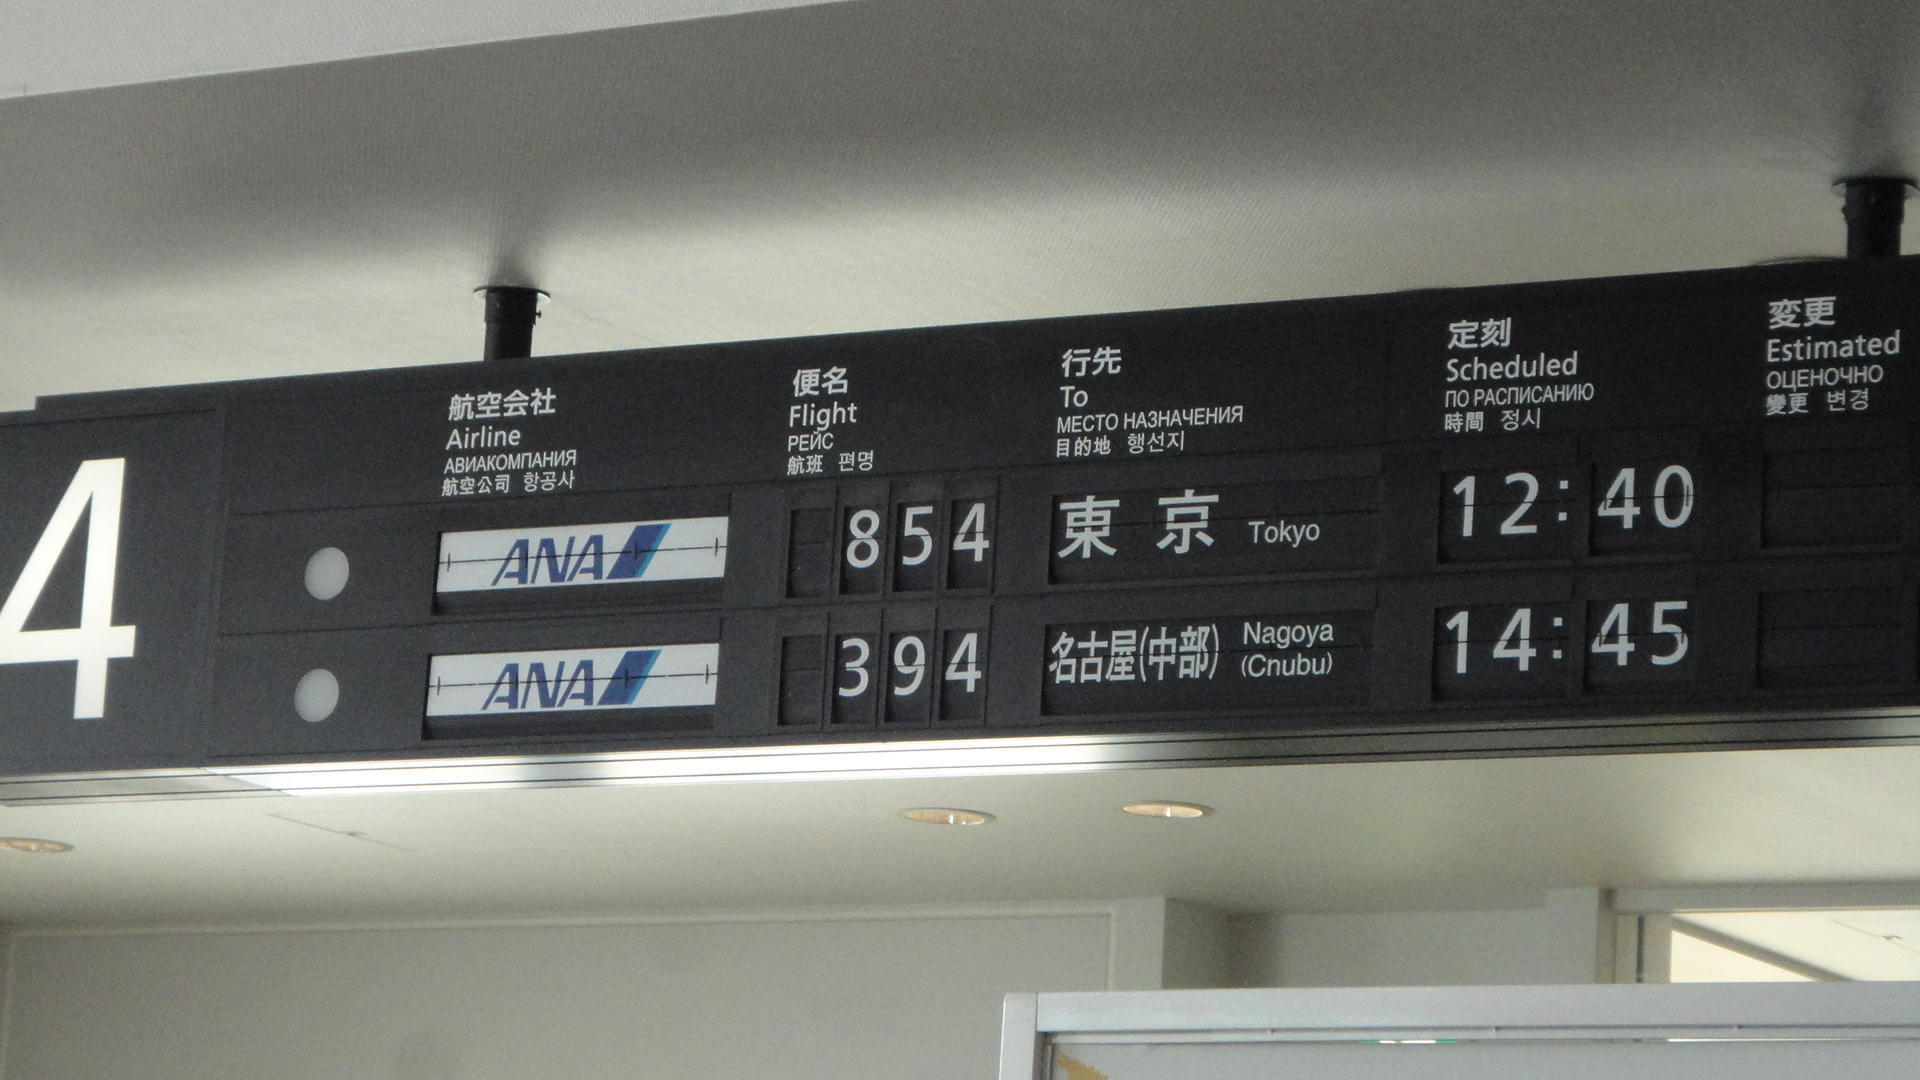 4
航空会社
Airline
АВИАКОМПАНИЯ
航空公司 항공사
便名
Flight
РЕЙС
航班 편명
行先
To
МЕСТО НАЗНАЧЕНИЯ
目的地 행선지
定刻
Scheduled
ПО РАСПИСАНИЮ
時間 정시
変更
Estimated
ОЦЕНОЧНО
變更 변경
ANA 854 東京 Tokyo 12:40
ANA 394 名古屋(中部) Nagoya (Cnubu) 14:45